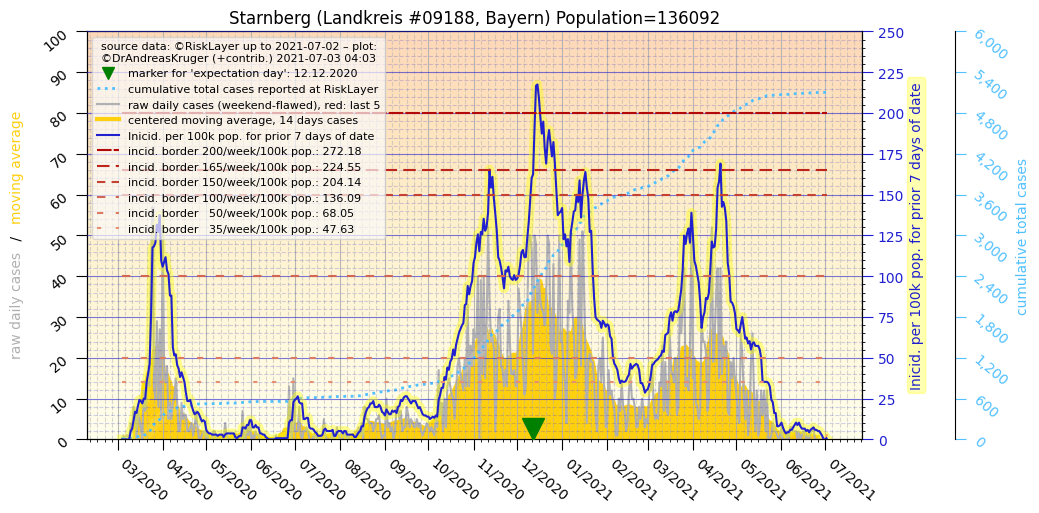 Starnberg (Landkreis #09188, Bayern) Population=136092
source data: ©RiskLayer up to 2021-07-02 – plot:
©DrAndreasKruger (+contrib.) 2021-07-03 04:03
marker for 'expectation day': 12.12.2020
cumulative total cases reported at RiskLayer
raw daily cases (weekend-flawed), red: last 5
centered moving average, 14 days cases
Inicid. per 100k pop. for prior 7 days of date
incid. border 200/week/100k pop.: 272.18
incid. border 165/week/100k pop.: 224.55
incid. border 150/week/100k pop.: 204.14
incid. border 100/week/100k pop.: 136.09
incid. border   50/week/100k pop.: 68.05
incid. border   35/week/100k pop.: 47.63
raw daily cases / moving average
100
90
80
70
60
50
40
30
20
10
0
03/2020
04/2020
05/2020
06/2020
07/2020
08/2020
09/2020
10/2020
11/2020
12/2020
01/2021
02/2021
03/2021
04/2021
05/2021
06/2021
07/2021
250
225
200
175
150
125
100
75
50
25
0
Inicid. per 100k pop. for prior 7 days of date
6,000
5,400
4,800
4,200
3,600
3,000
2,400
1,800
1,200
600
0
cumulative total cases